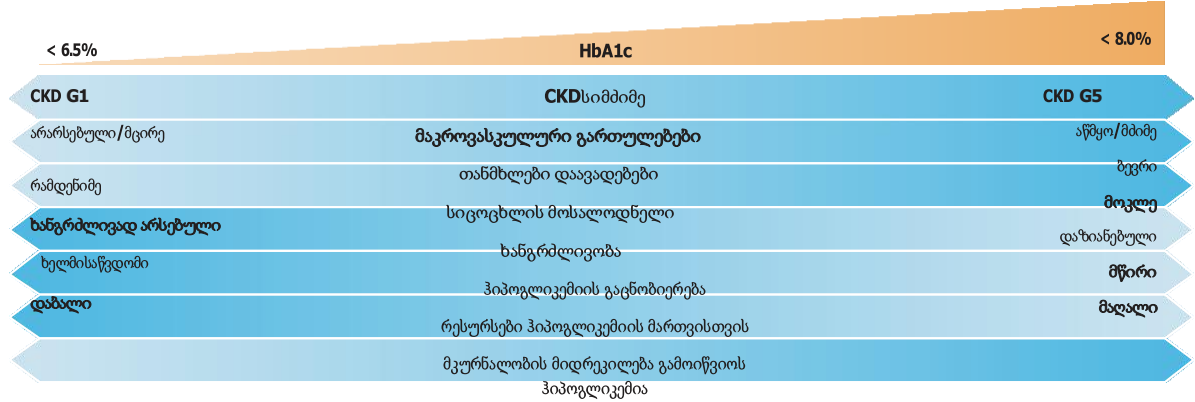 < 6.5% HbA1c < 8.0%
CKD G1 CKDსიმძიმე CKD G5
არარსებული/მცირე მაკროვასკულური გართულებები აწმყო/მძიმე
ბევრი
რამდენიმე თანმხლები დაავადებები
მოკლე
ხანგრძლივად არსებული სიცოცხლის მოსალოდნელი
დაზიანებული
ხანგრძლივობა
ხელმისაწვდომი მწირი
ჰიპოგლიკემიის გაცნობიერება
დაბალი მაღალი
რესურსები ჰიპოგლიკემიის მართვისთვის
მკურნალობის მიდრეკილება გამოიწვიოს
ჰიპოგლიკემია